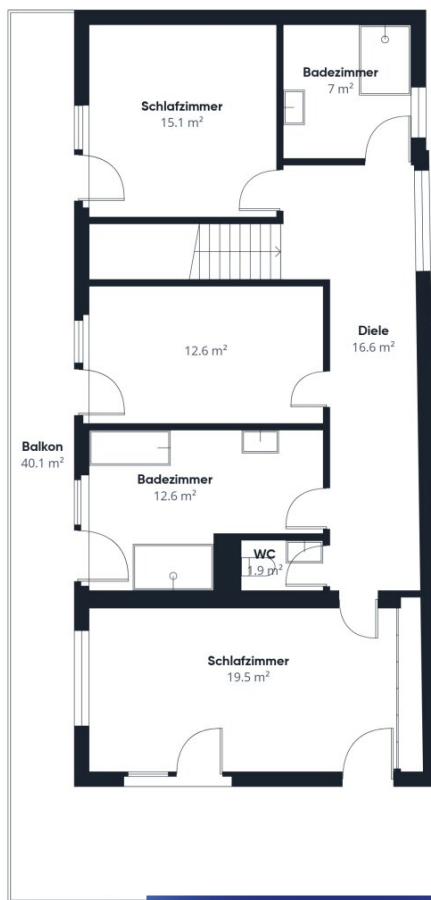 Badezimmer
7 m²
Schlafzimmer
15.1 m²
Diele
16.6 m²
12.6 m²
Balkon
40.1 m²
Badezimmer
12.6 m²
WC
1.9 m²
Schlafzimmer
19.5 m²